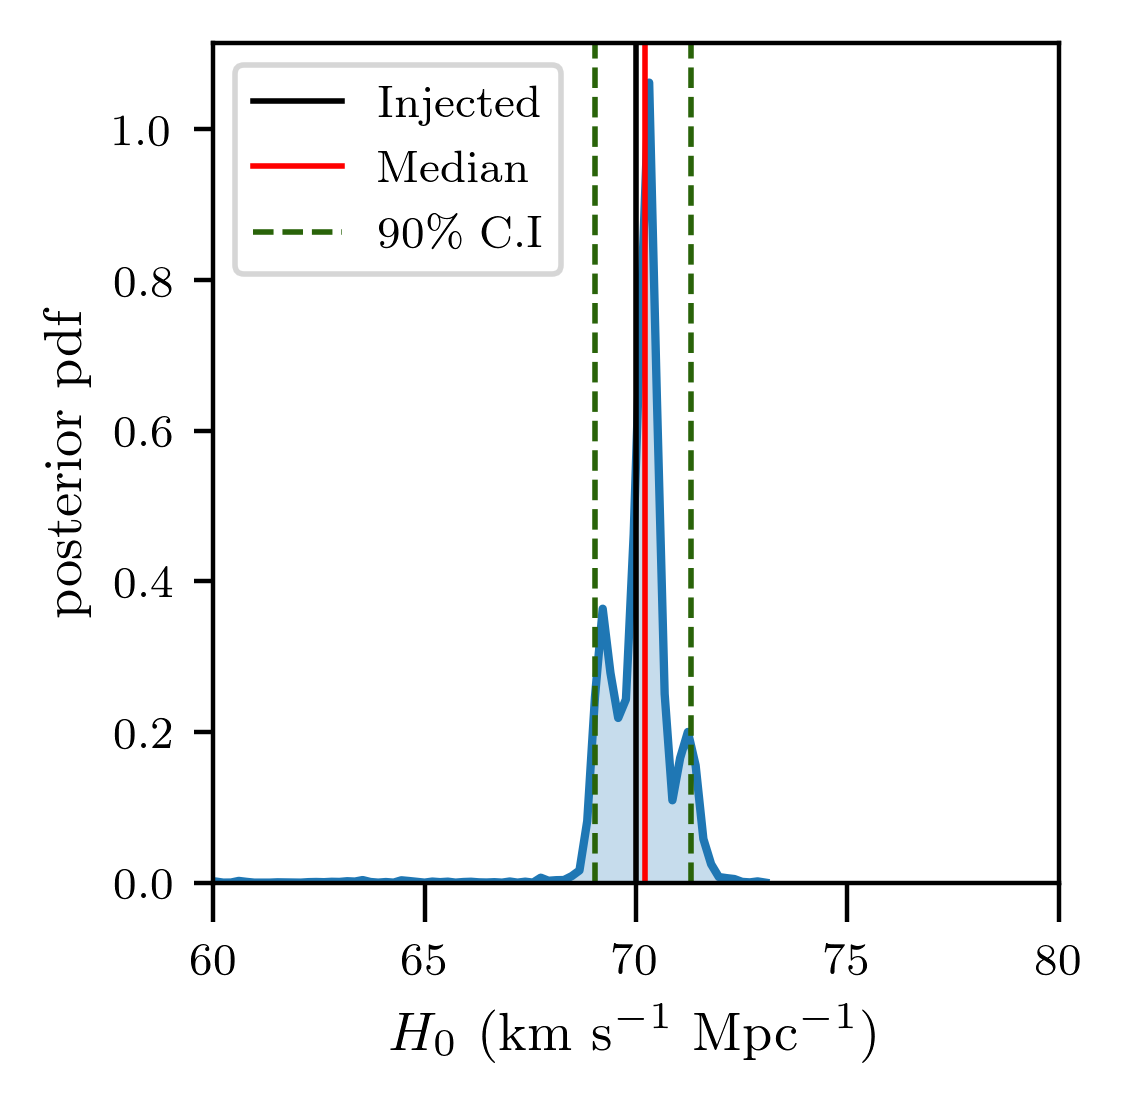 Injected
Median
90% C.I
1.0
0.8
0.6
0.4
0.2
0.0
posterior pdf
60 65 70 75 80
H₀ (km s⁻¹ Mpc⁻¹)